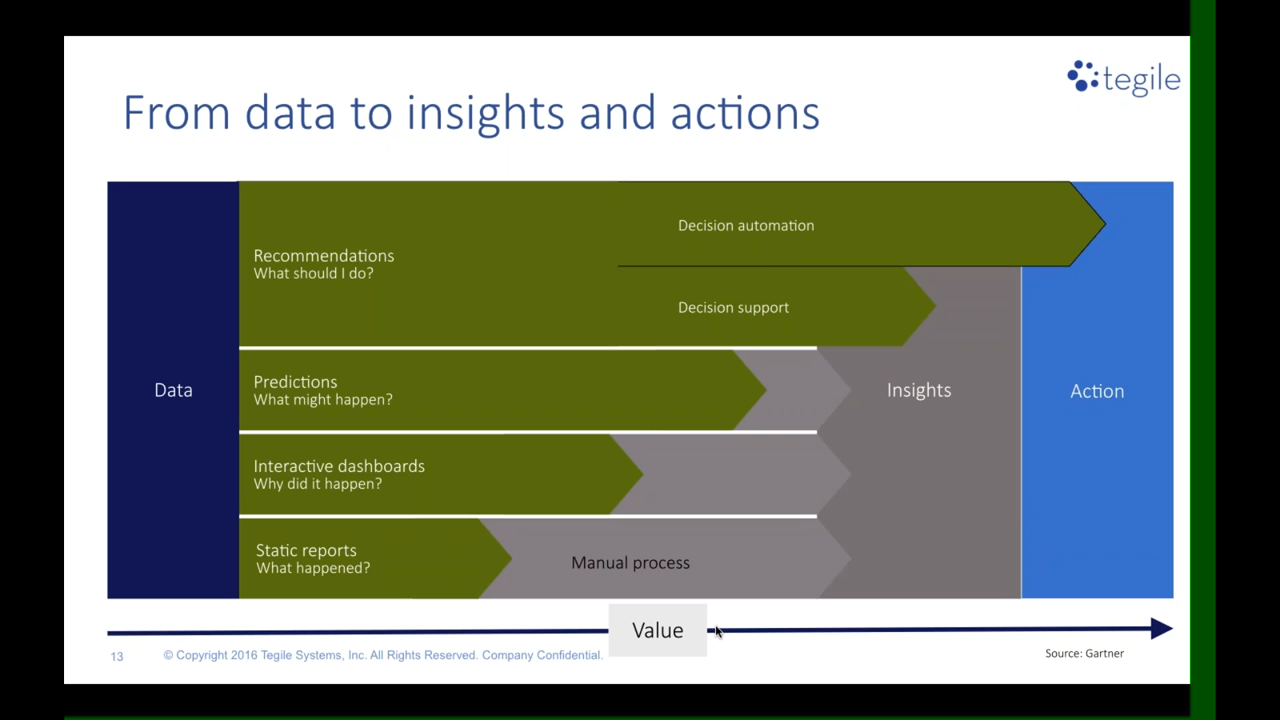 tegile
From data to insights and actions
Decision automation
Recommendations
What should I do?
Decision support
Predictions
What might happen?
Data
Insights
Action
Interactive dashboards
Why did it happen?
Static reports
What happened?
Manual process
Value
13
© Copyright 2016 Tegile Systems, Inc. All Rights Reserved. Company Confidential.
Source: Gartner